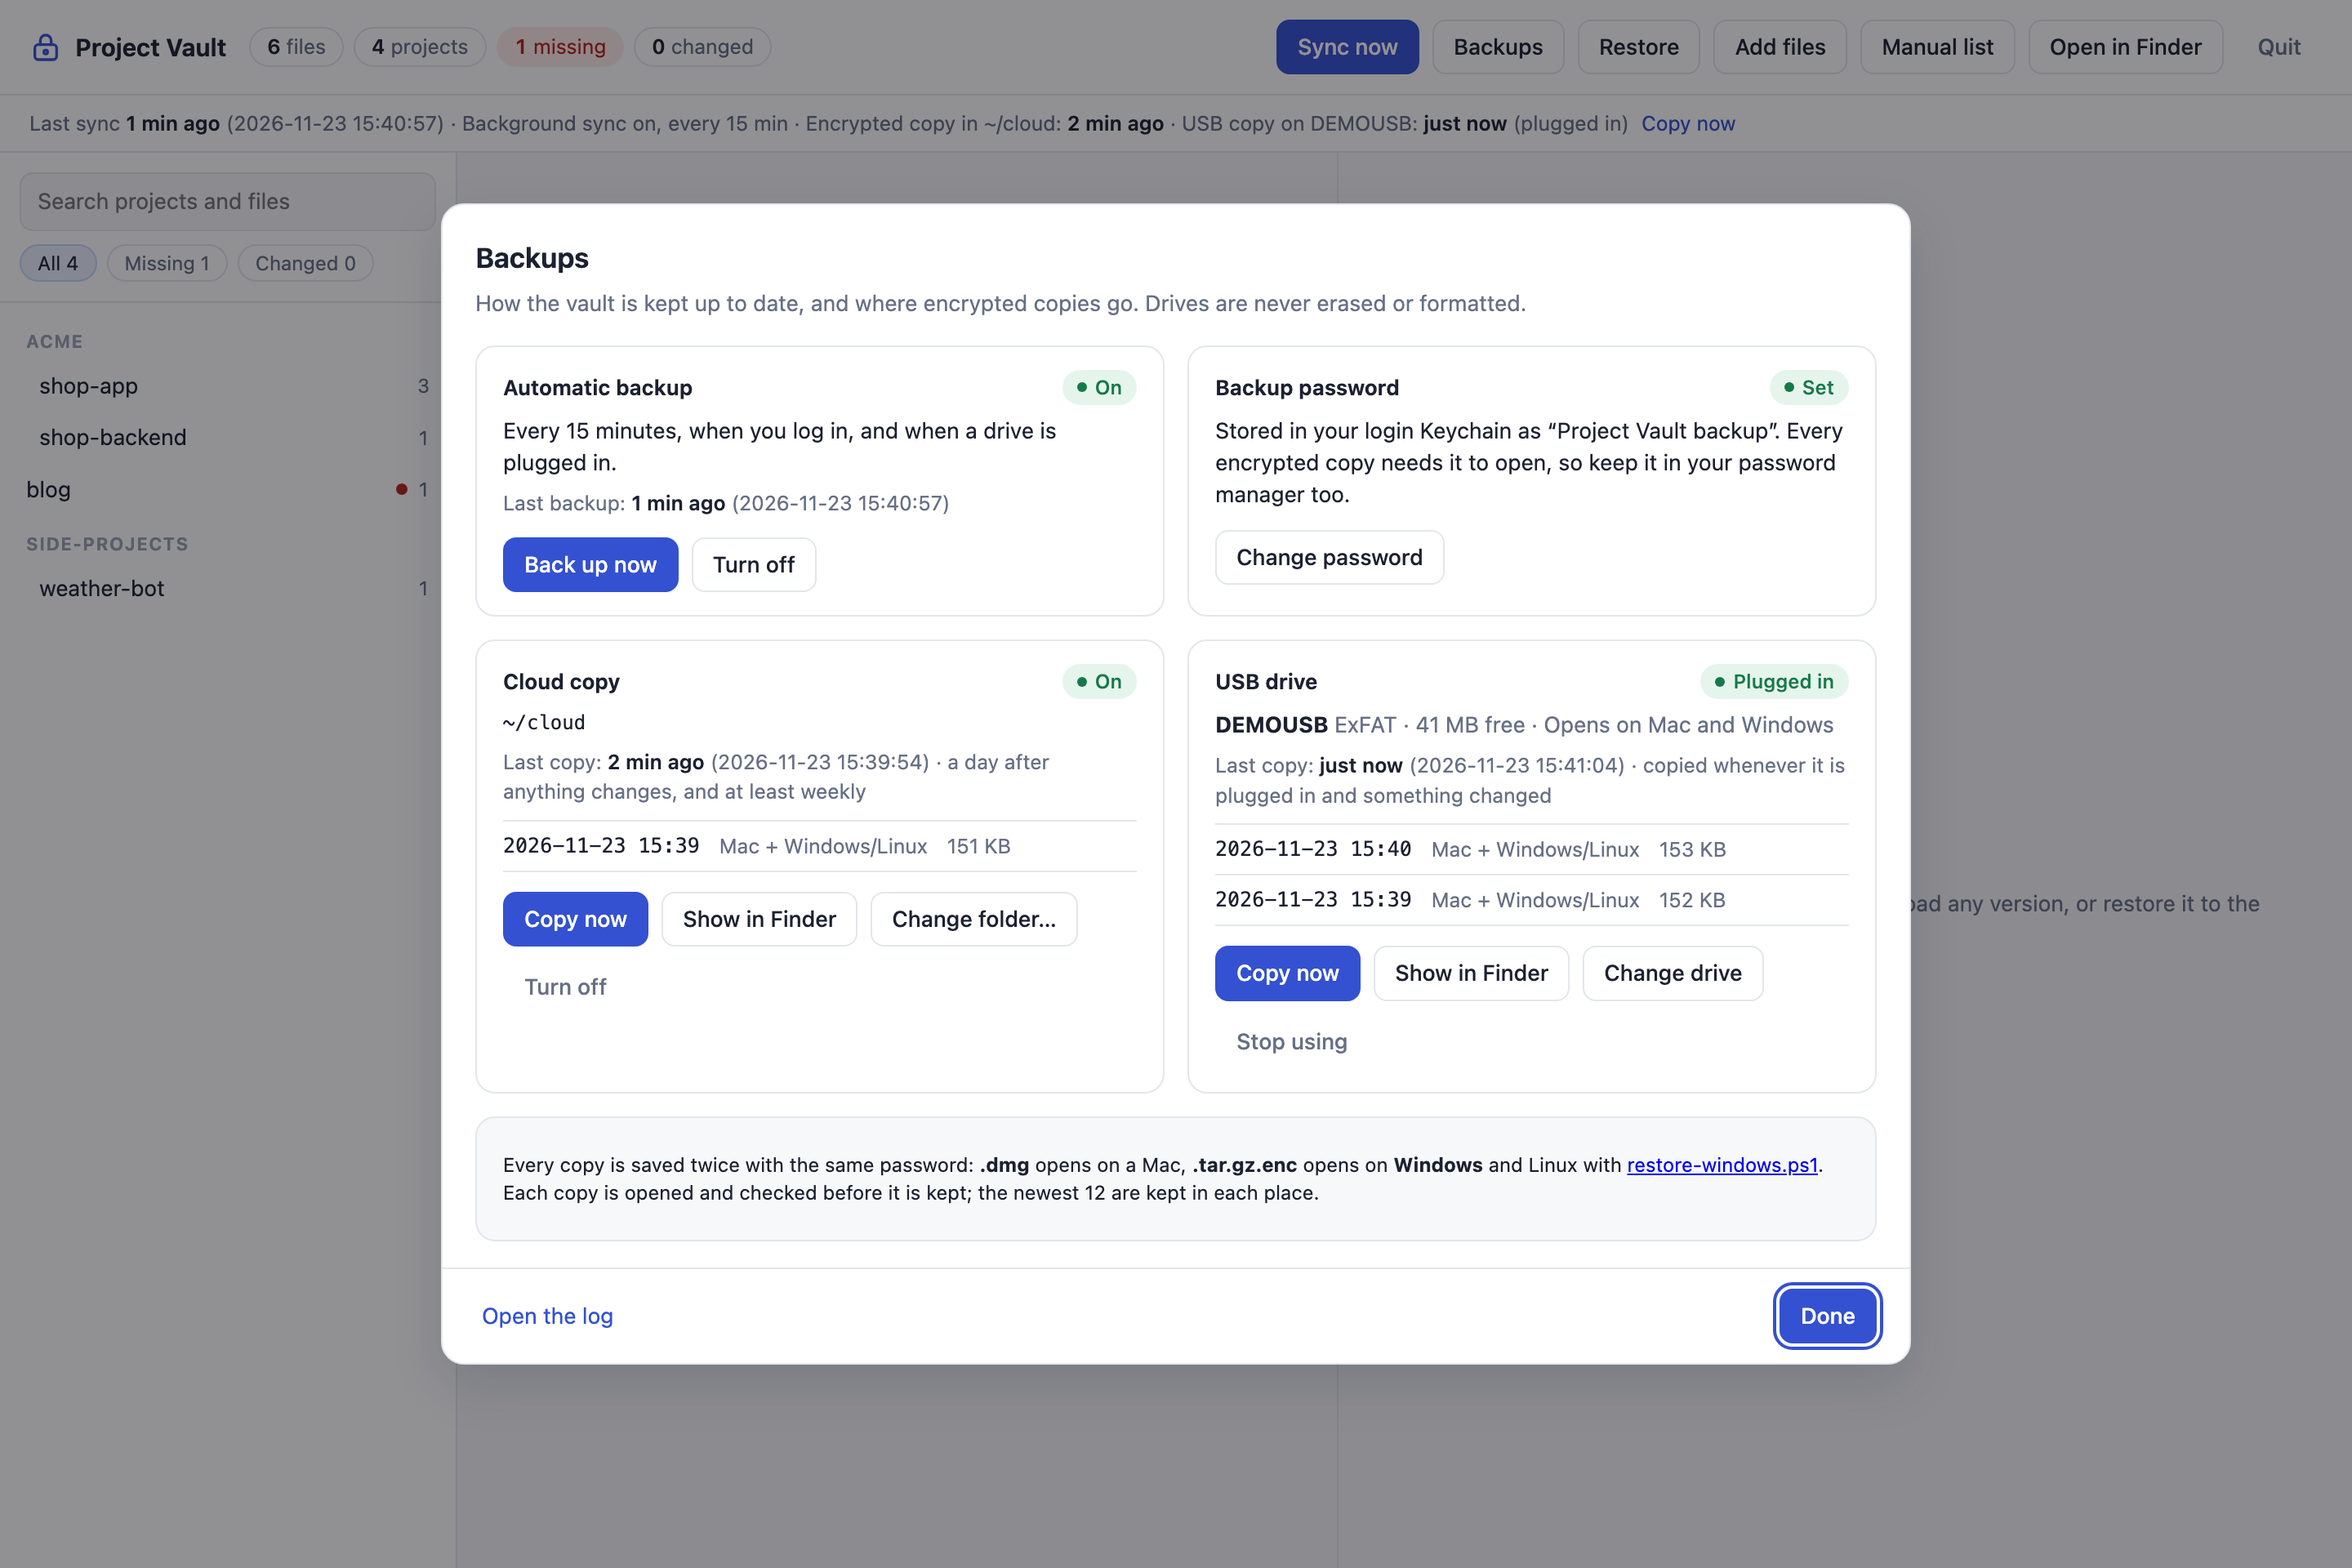 Project Vault 6 files 4 projects 1 missing 0 changed Sync now Backups Restore Add files Manual list Open in Finder Quit
Last sync 1 min ago (2026-11-23 15:40:57) · Background sync on, every 15 min · Encrypted copy in ~/cloud: 2 min ago · USB copy on DEMOUSB: just now (plugged in) Copy now
Search projects and files
All 4 Missing 1 Changed 0
ACME
shop-app 3
shop-backend 1
blog 1
SIDE-PROJECTS
weather-bot 1
Backups
How the vault is kept up to date, and where encrypted copies go. Drives are never erased or formatted.
Automatic backup On
Every 15 minutes, when you log in, and when a drive is
plugged in.
Last backup: 1 min ago (2026-11-23 15:40:57)
Back up now Turn off
Backup password Set
Stored in your login Keychain as “Project Vault backup”. Every
encrypted copy needs it to open, so keep it in your password
manager too.
Change password
Cloud copy On
~/cloud
Last copy: 2 min ago (2026-11-23 15:39:54) · a day after
anything changes, and at least weekly
2026-11-23 15:39 Mac + Windows/Linux 151 KB
Copy now Show in Finder Change folder...
Turn off
USB drive Plugged in
DEMOUSB ExFAT · 41 MB free · Opens on Mac and Windows
Last copy: just now (2026-11-23 15:41:04) · copied whenever it is
plugged in and something changed
2026-11-23 15:40 Mac + Windows/Linux 153 KB
2026-11-23 15:39 Mac + Windows/Linux 152 KB
Copy now Show in Finder Change drive
Stop using
any version, or restore it to the
Every copy is saved twice with the same password: .dmg opens on a Mac, .tar.gz.enc opens on Windows and Linux with restore-windows.ps1.
Each copy is opened and checked before it is kept; the newest 12 are kept in each place.
Open the log Done